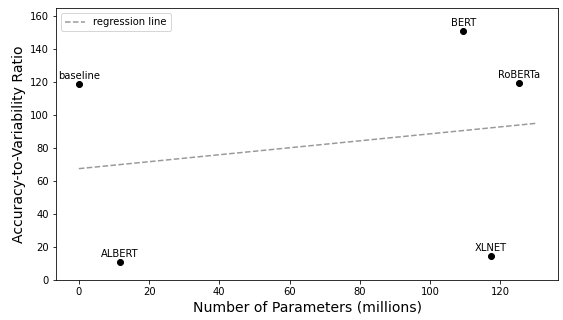 regression line
160
140
120
100
80
60
40
20
0
Accuracy-to-Variability Ratio
BERT
baseline
RoBERTa
ALBERT
XLNET
0 20 40 60 80 100 120
Number of Parameters (millions)